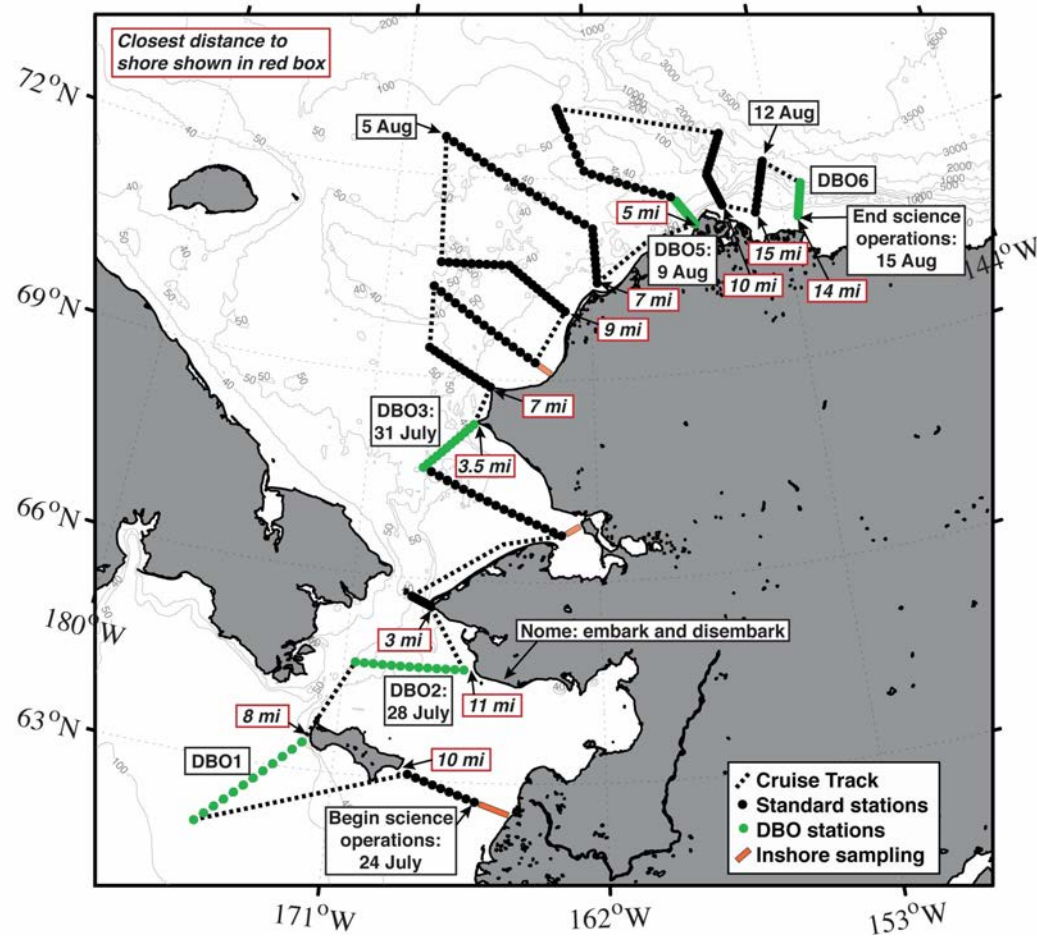 Closest distance to
shore shown in red box
72°N
69°N
66°N
180°W
63°N
171°W
162°W
153°W
144°W
5 Aug
12 Aug
DBO6
5 mi
DBO5:
9 Aug
15 mi
End science
operations:
15 Aug
10 mi
14 mi
7 mi
9 mi
DBO3:
31 July
7 mi
3.5 mi
3 mi
Nome: embark and disembark
DBO2:
28 July
11 mi
8 mi
DBO1
10 mi
Begin science
operations:
24 July
Cruise Track
Standard stations
DBO stations
Inshore sampling